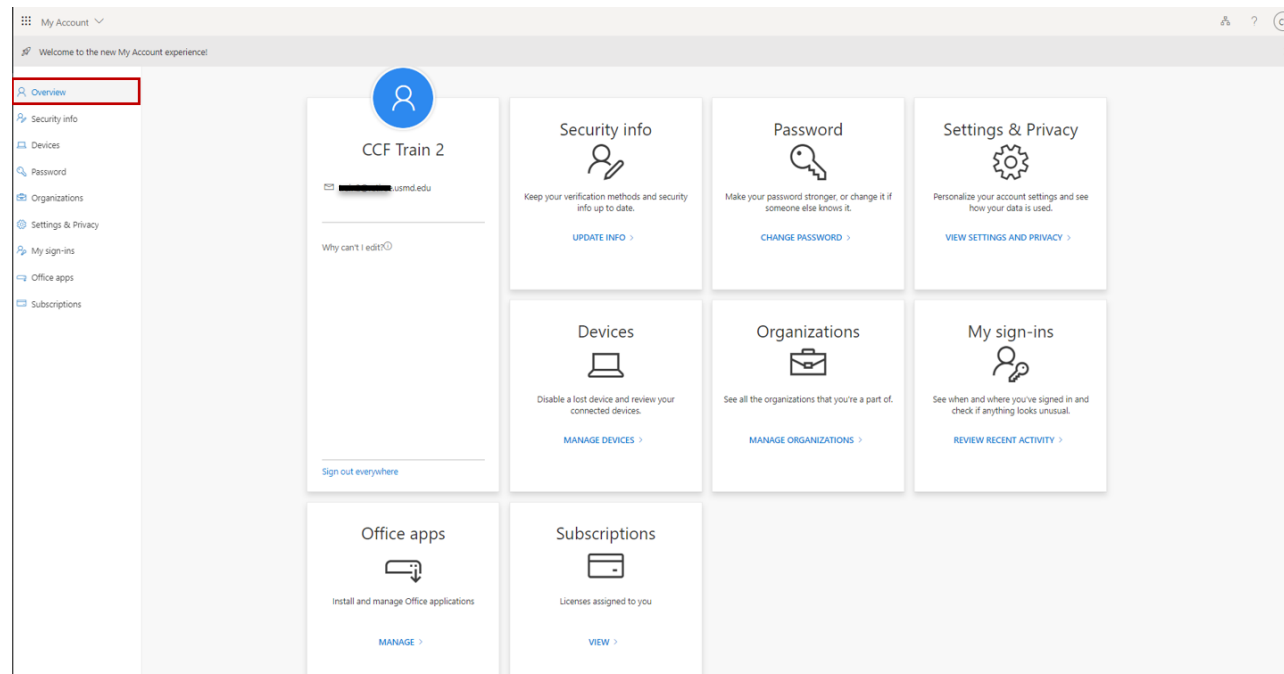 My Account
?
Welcome to the new My Account experience!
Overview
Security info
Devices
Password
Organizations
Settings & Privacy
My sign-ins
Office apps
Subscriptions
CCF Train 2
.usmd.edu
Why can't I edit?
Sign out everywhere
Security info
Keep your verification methods and security
info up to date.
UPDATE INFO >
Password
Make your password stronger, or change it if
someone else knows it.
CHANGE PASSWORD >
Settings & Privacy
Personalize your account settings and see
how your data is used.
VIEW SETTINGS AND PRIVACY >
Devices
Disable a lost device and review your
connected devices.
MANAGE DEVICES >
Organizations
See all the organizations that you're a part of.
MANAGE ORGANIZATIONS >
My sign-ins
See when and where you've signed in and
check if anything looks unusual.
REVIEW RECENT ACTIVITY >
Office apps
Install and manage Office applications
MANAGE >
Subscriptions
Licenses assigned to you
VIEW >